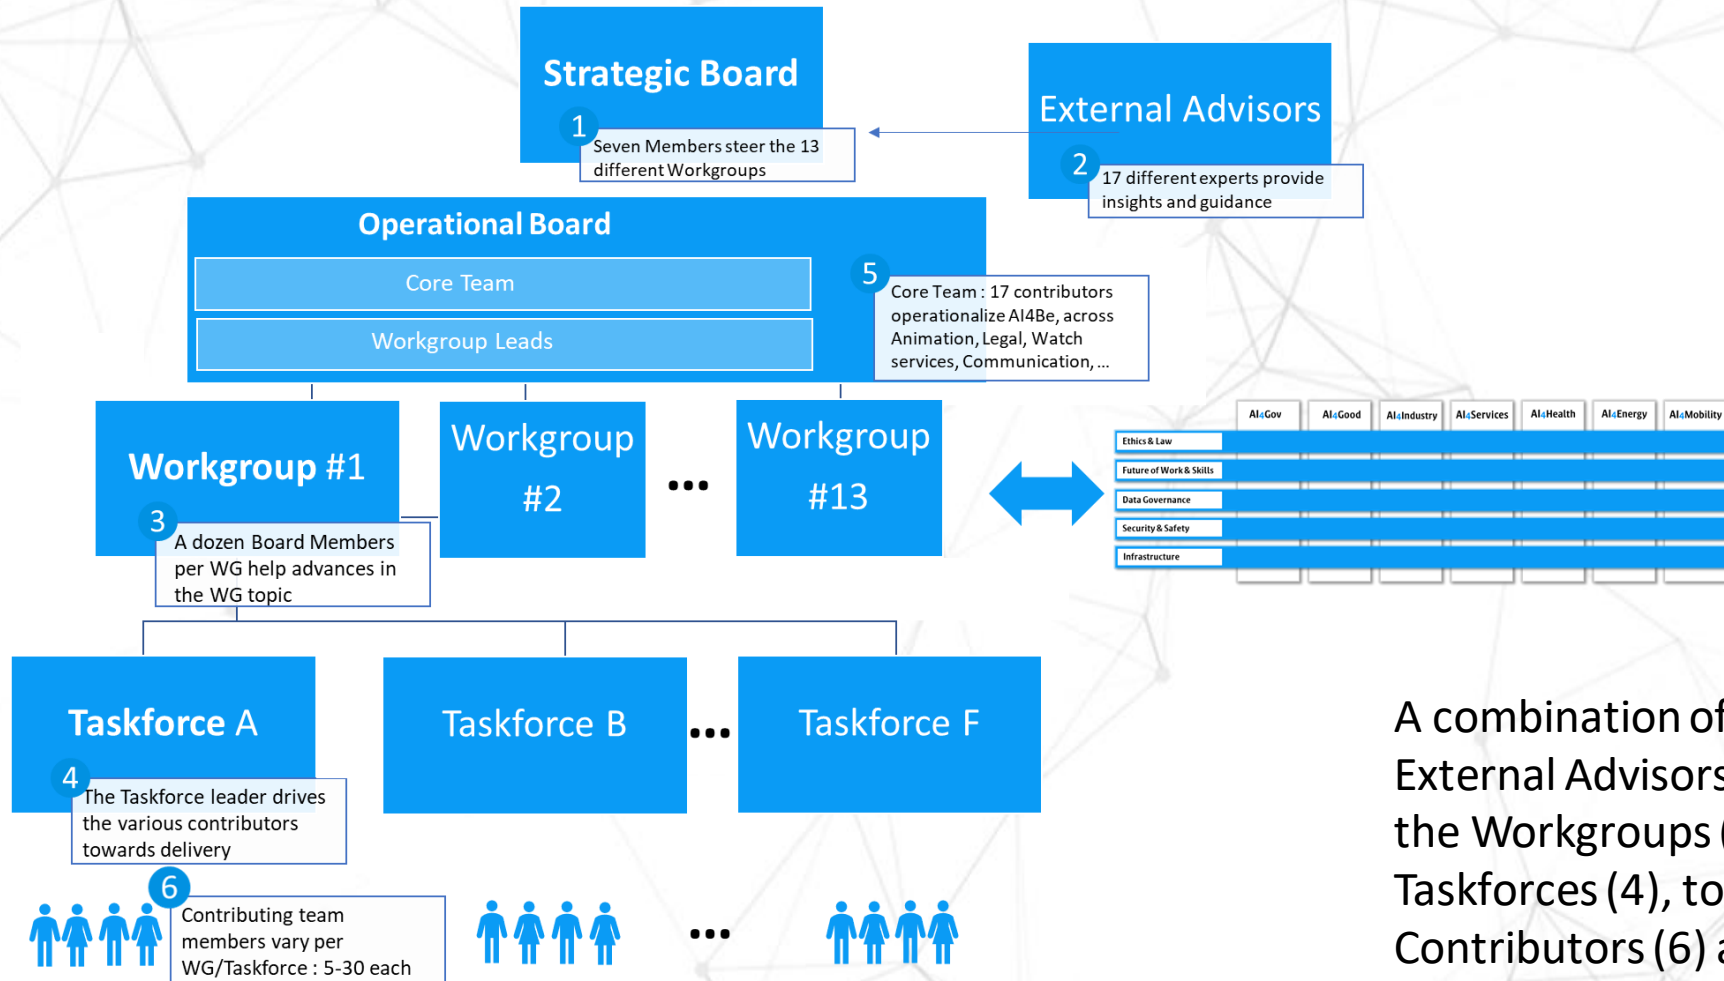 Strategic Board
1
Seven Members steer the 13
different Workgroups
External Advisors
2
17 different experts provide
insights and guidance
Operational Board
Core Team
Workgroup Leads
5
Core Team : 17 contributors
operationalize AI4Be, across
Animation, Legal, Watch
services, Communication, ...
Workgroup #1
3
A dozen Board Members
per WG help advances in
the WG topic
Workgroup
#2
...
Workgroup
#13
AI4Gov
AI4Good
AI4Industry
AI4Services
AI4Health
AI4Energy
AI4Mobility
Ethics & Law
Future of Work & Skills
Data Governance
Security & Safety
Infrastructure
Taskforce A
4
The Taskforce leader drives
the various contributors
towards delivery
Taskforce B
...
Taskforce F
6
Contributing team
members vary per
WG/Taskforce : 5-30 each
...
A combination of
External Advisors
the Workgroups (
Taskforces (4), to
Contributors (6) a